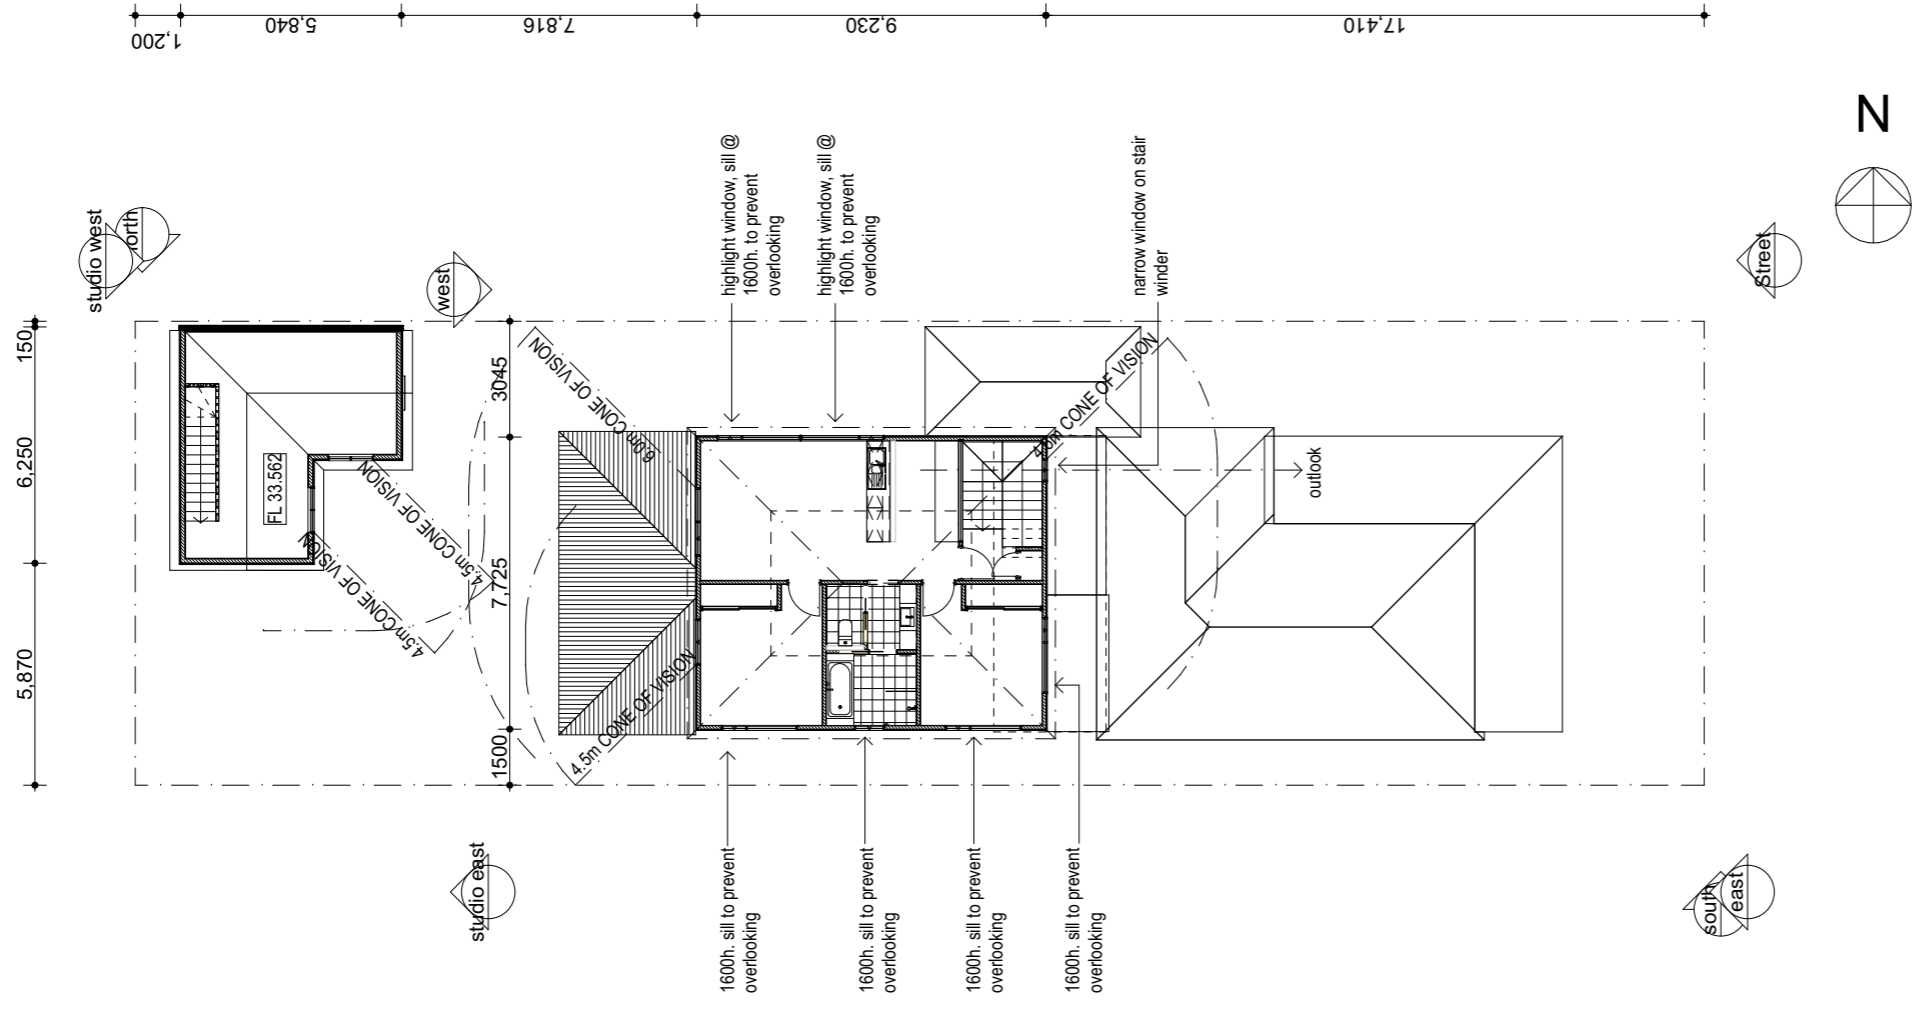 1,200
5,840
7,816
9,230
17,410
N
studio west
orth
west
Street
highlight window, sill @
1600h. to prevent
overlooking
highlight window, sill @
1600h. to prevent
overlooking
narrow window on stair
winder
150
6,250
5,870
3045
7,725
1500
FL 33.562
6.0m CONE OF VISION
4.5m CONE OF VISION
4.5m CONE OF VISION
4.5m CONE OF VISION
CONE OF VISION
outlook
studio east
south
east
1600h. sill to prevent
overlooking
1600h. sill to prevent
overlooking
1600h. sill to prevent
overlooking
1600h. sill to prevent
overlooking